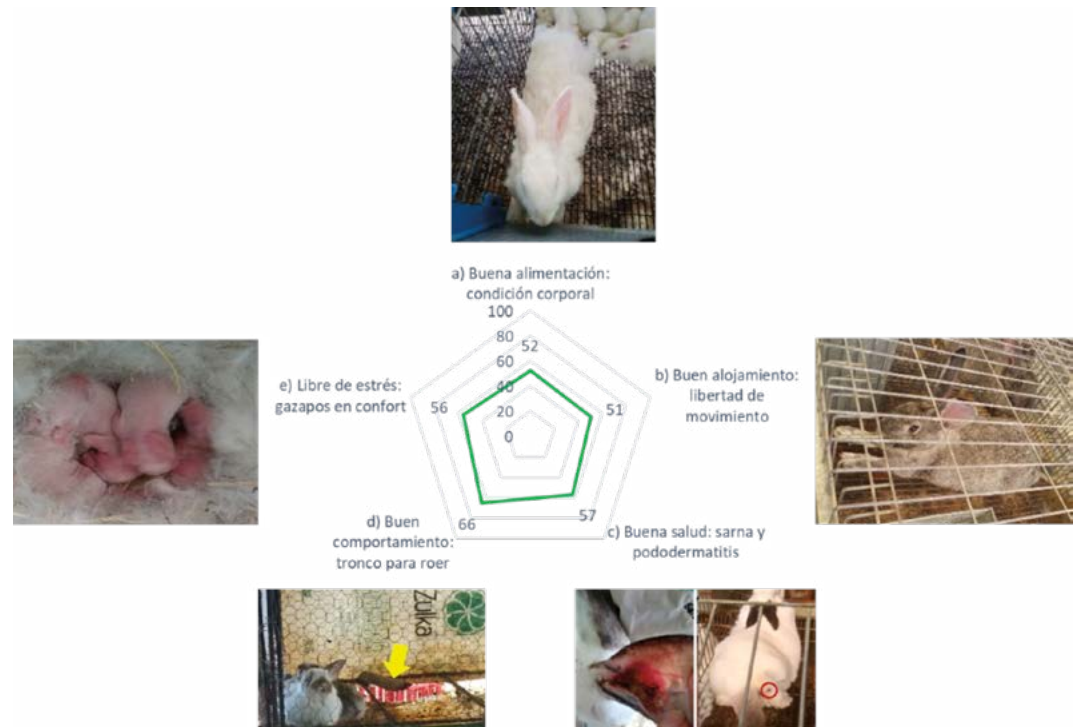 a) Buena alimentación:
condición corporal
100
80
60
40
20
0
52
e) Libre de estrés:
gazapos en confort
56
b) Buen alojamiento:
libertad de
movimiento
51
d) Buen
comportamiento:
tronco para roer
66
57
c) Buena salud: sarna y
pododermatitis
Zulka